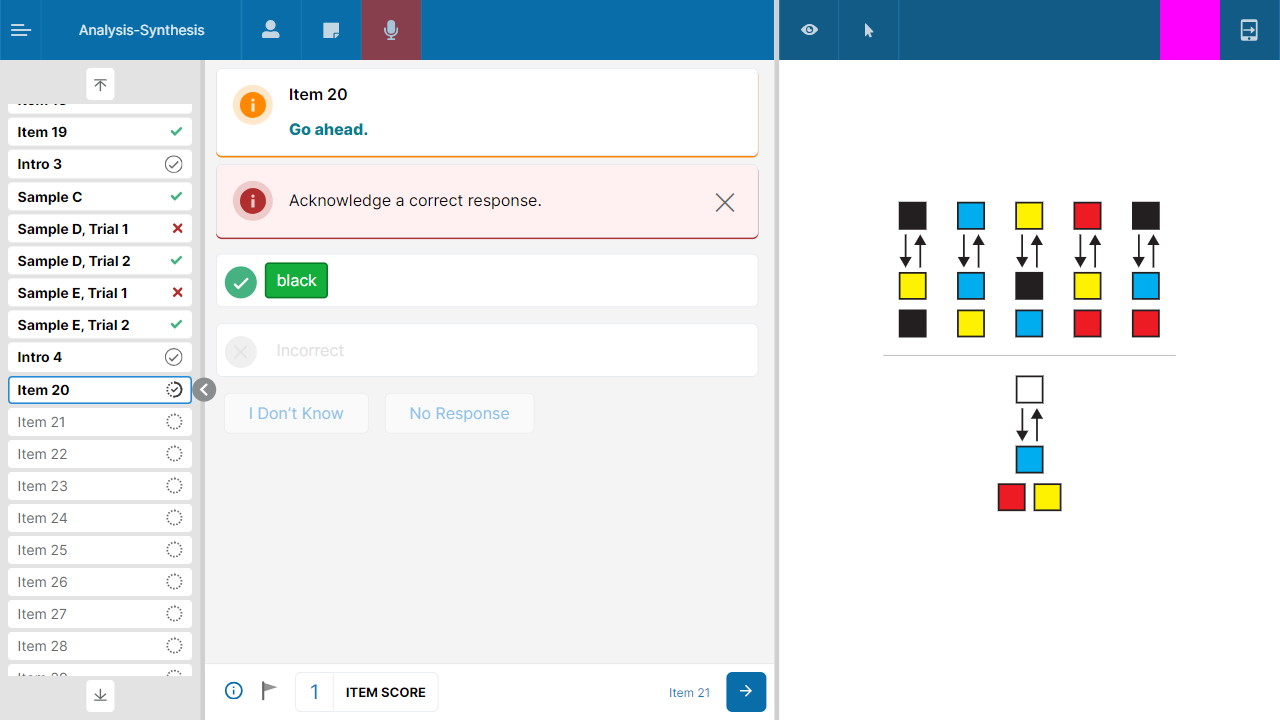 Analysis-Synthesis
Item 19
Intro 3
Sample C
Sample D, Trial 1
Sample D, Trial 2
Sample E, Trial 1
Sample E, Trial 2
Intro 4
Item 20
Item 21
Item 22
Item 23
Item 24
Item 25
Item 26
Item 27
Item 28
Item 20
Go ahead.
Acknowledge a correct response.
black
Incorrect
I Don't Know
No Response
1
ITEM SCORE
Item 21